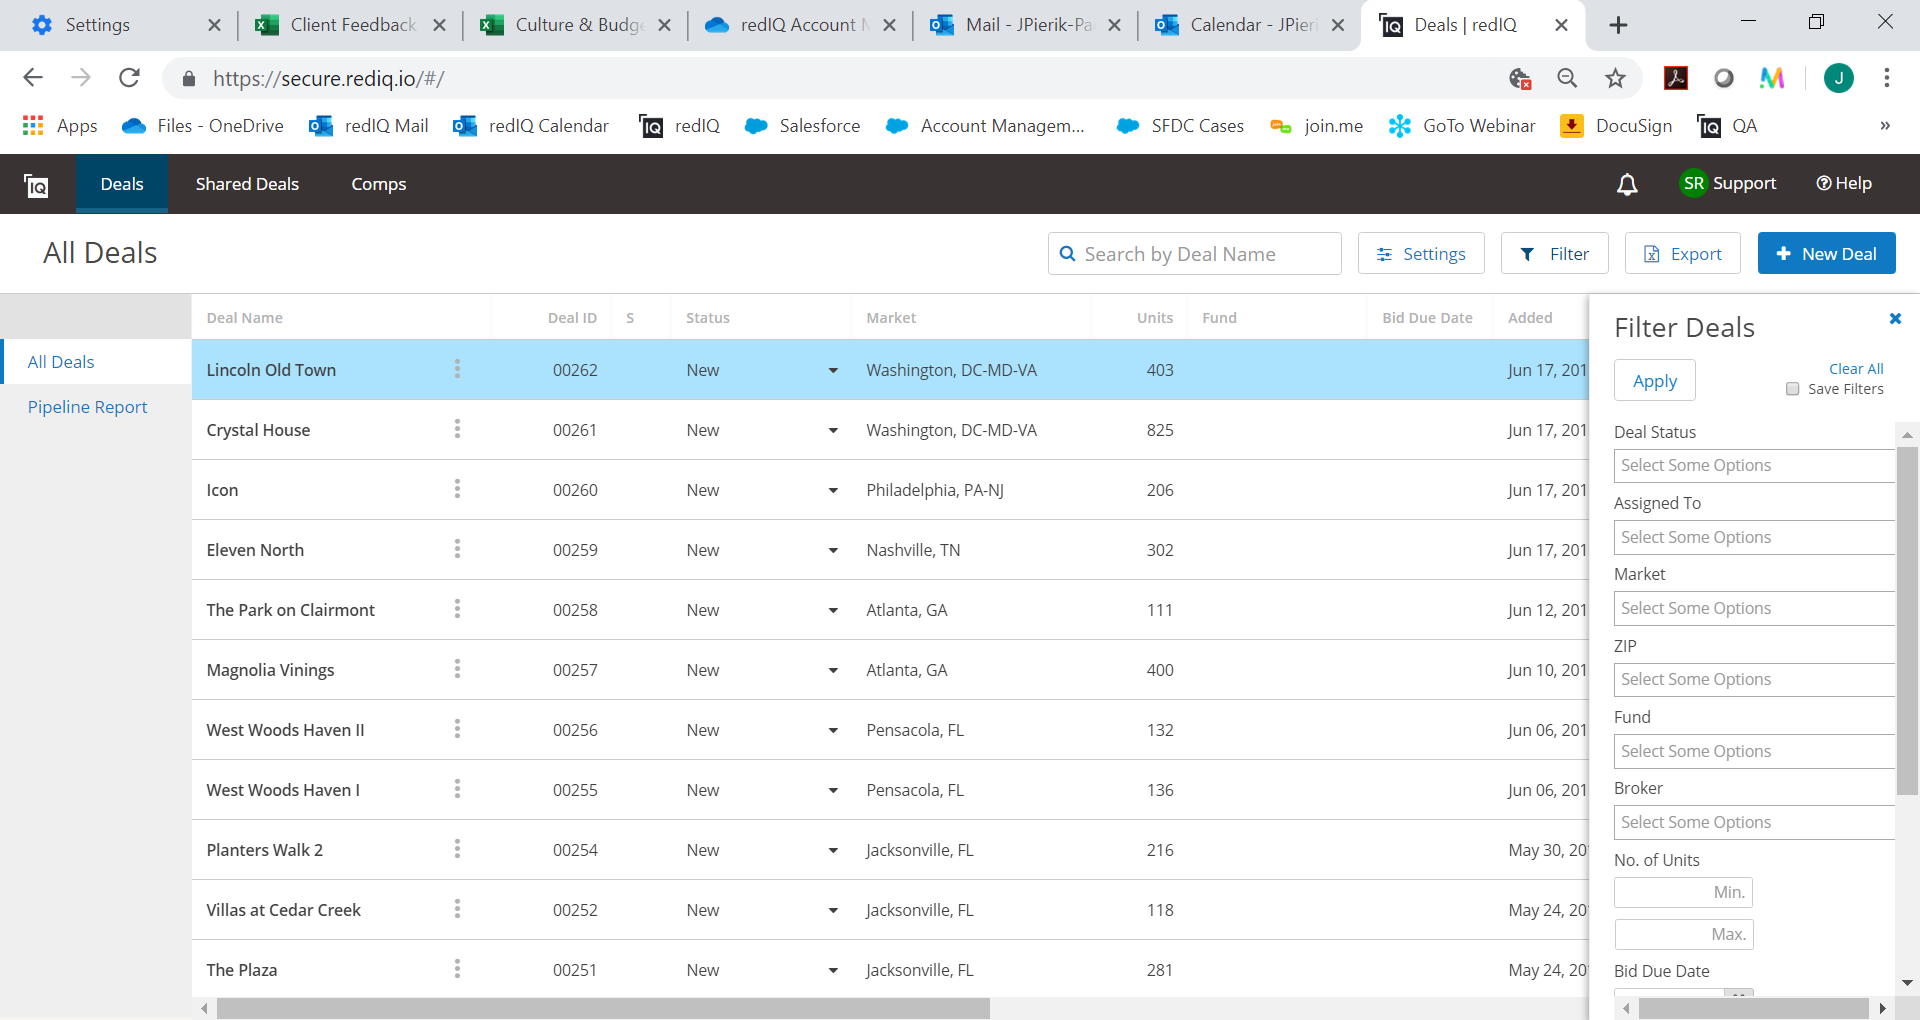 Settings
Client Feedback
Culture & Budge
redIQ Account M
Mail - JPierik-Pa
Calendar - JPieri
IQ
Deals | redIQ
https://secure.rediq.io/#/
J
Apps
Files - OneDrive
redIQ Mail
redIQ Calendar
IQ
redIQ
Salesforce
Account Managem...
SFDC Cases
join.me
GoTo Webinar
DocuSign
IQ
QA
»
IQ
Deals
Shared Deals
Comps
SR Support
Help
All Deals
Search by Deal Name
Settings
Filter
Export
New Deal
All Deals
Pipeline Report
Deal Name Deal ID S Status Market Units Fund Bid Due Date Added
Lincoln Old Town 00262 New Washington, DC-MD-VA 403 Jun 17, 201
Crystal House 00261 New Washington, DC-MD-VA 825 Jun 17, 201
Icon 00260 New Philadelphia, PA-NJ 206 Jun 17, 201
Eleven North 00259 New Nashville, TN 302 Jun 17, 201
The Park on Clairmont 00258 New Atlanta, GA 111 Jun 12, 201
Magnolia Vinings 00257 New Atlanta, GA 400 Jun 10, 201
West Woods Haven II 00256 New Pensacola, FL 132 Jun 06, 201
West Woods Haven I 00255 New Pensacola, FL 136 Jun 06, 201
Planters Walk 2 00254 New Jacksonville, FL 216 May 30, 20
Villas at Cedar Creek 00252 New Jacksonville, FL 118 May 24, 20
The Plaza 00251 New Jacksonville, FL 281 May 24, 20
Filter Deals
Apply
Clear All
Save Filters
Deal Status
Select Some Options
Assigned To
Select Some Options
Market
Select Some Options
ZIP
Select Some Options
Fund
Select Some Options
Broker
Select Some Options
No. of Units
Min.
Max.
Bid Due Date